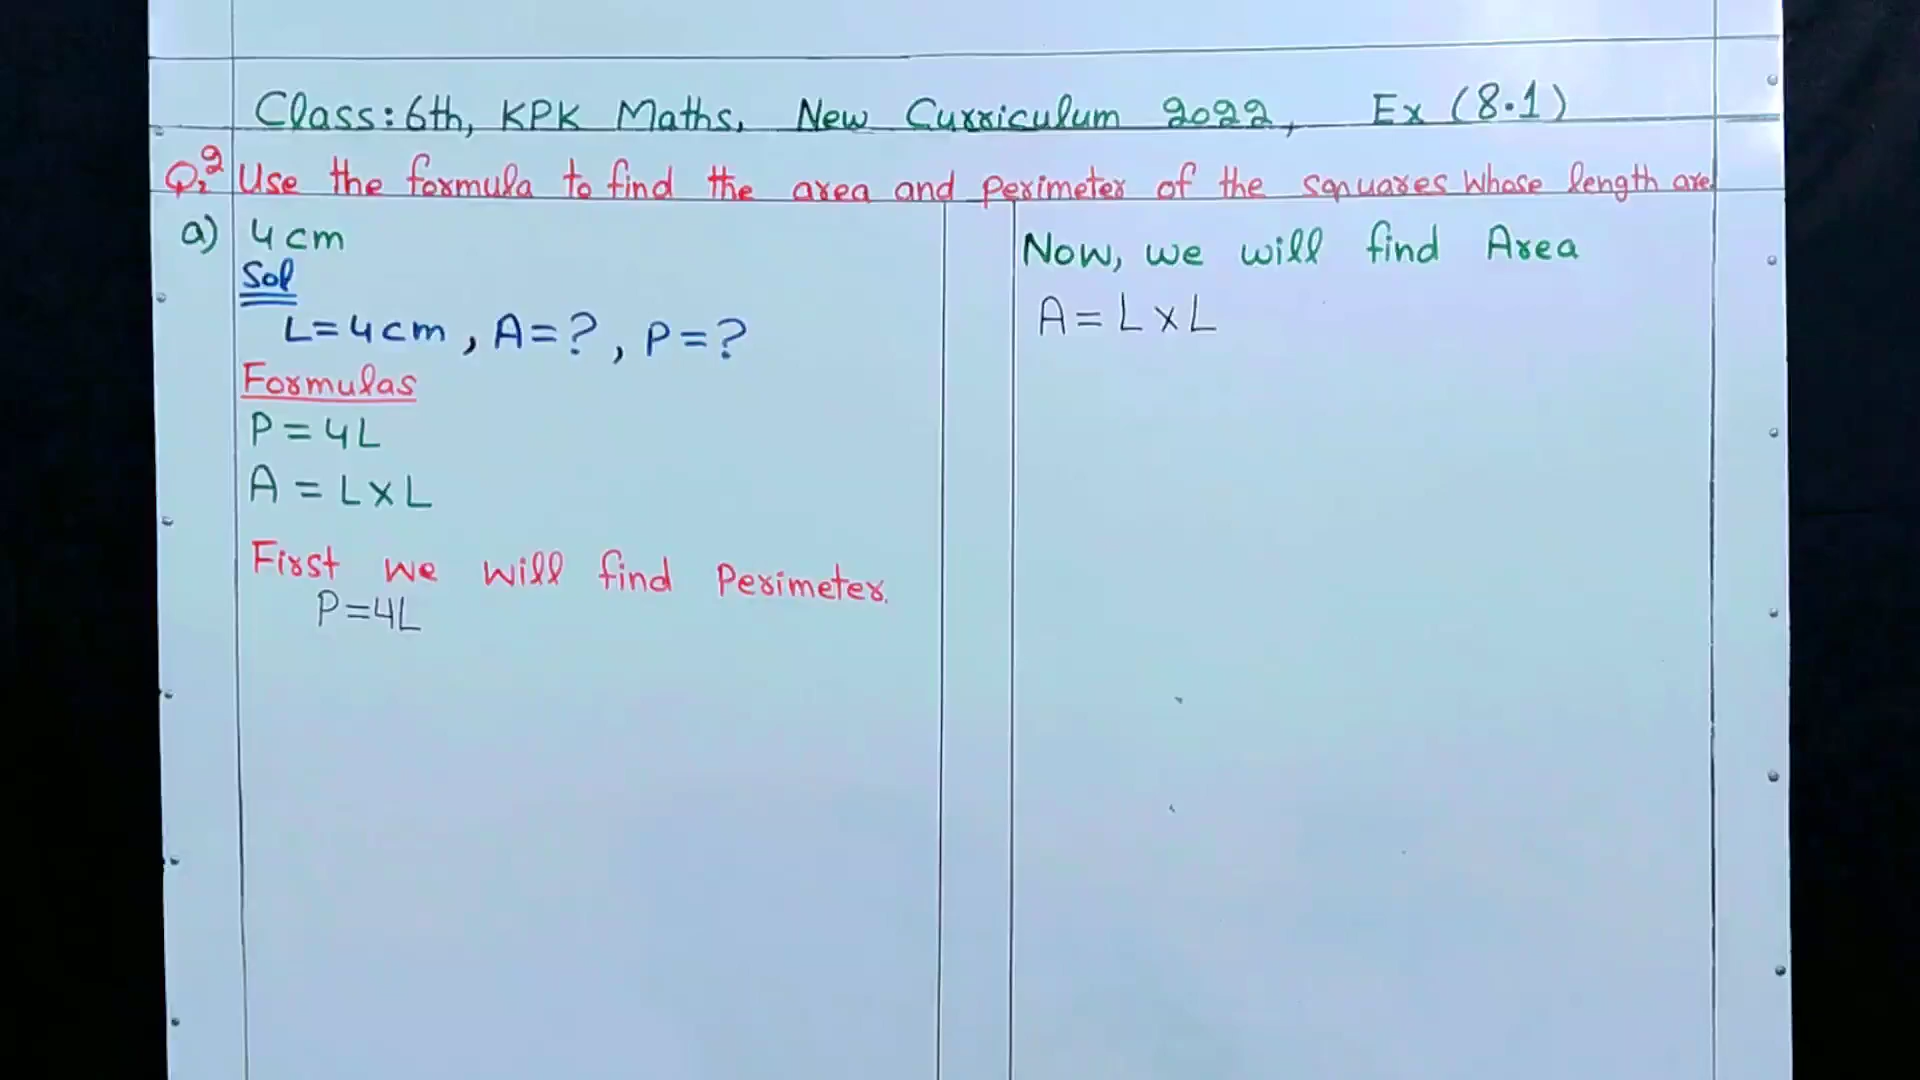 Class: 6th, KPK Maths, New Curriculum 2022, Ex (8.1)
Q2 Use the formula to find the area and perimeter of the squares whose length are
a) 4 cm
Sol
L = 4 cm, A = ?, P = ?
Formulas
P = 4L
A = L × L
First we will find Perimeter.
P = 4L
Now, we will find Area
A = L × L